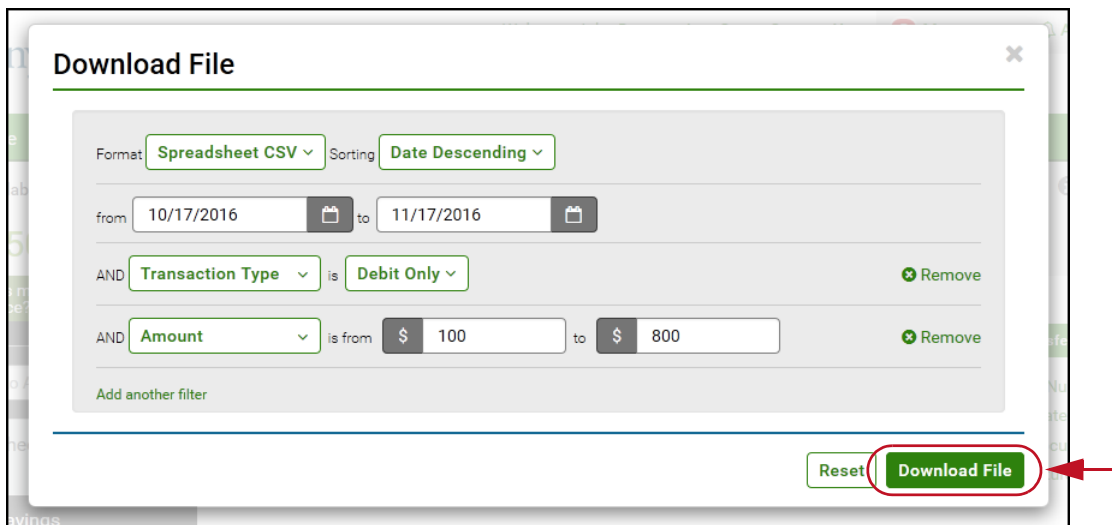 Download File
Format Spreadsheet CSV Sorting Date Descending
from 10/17/2016 to 11/17/2016
AND Transaction Type is Debit Only Remove
AND Amount is from $ 100 to $ 800 Remove
Add another filter
Reset Download File